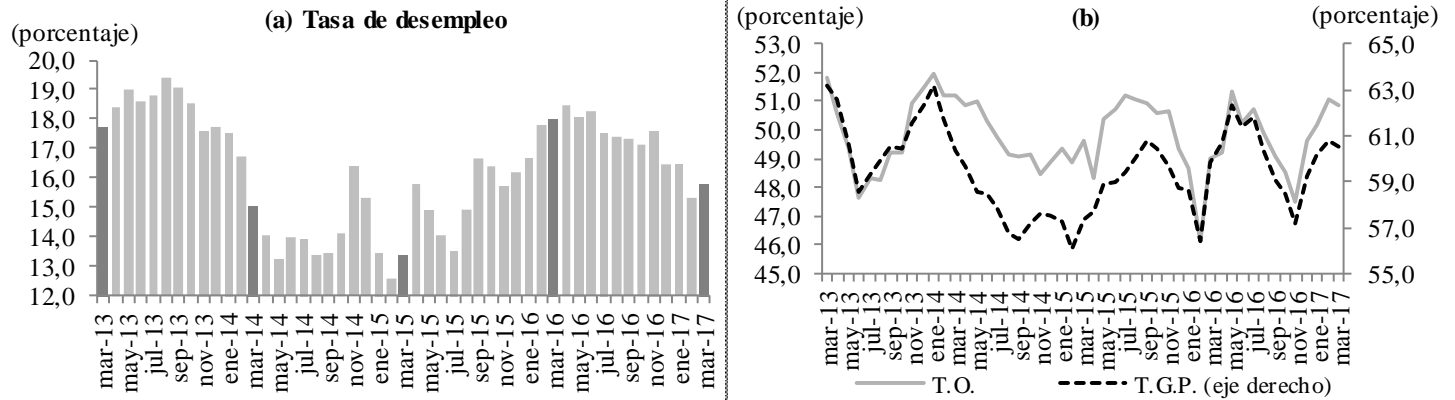 (a) Tasa de desempleo
(porcentaje)
20,0
19,0
18,0
17,0
16,0
15,0
14,0
13,0
12,0
mar-13
may-13
jul-13
sep-13
nov-13
ene-14
mar-14
may-14
jul-14
sep-14
nov-14
ene-15
mar-15
may-15
jul-15
sep-15
nov-15
ene-16
mar-16
may-16
jul-16
sep-16
nov-16
ene-17
mar-17
(porcentaje)
(b)
(porcentaje)
53,0
52,0
51,0
50,0
49,0
48,0
47,0
46,0
45,0
65,0
63,0
61,0
59,0
57,0
55,0
mar-13
may-13
jul-13
sep-13
nov-13
ene-14
mar-14
may-14
jul-14
sep-14
nov-14
ene-15
mar-15
may-15
jul-15
sep-15
nov-15
ene-16
mar-16
may-16
jul-16
sep-16
nov-16
ene-17
mar-17
T.O.
T.G.P. (eje derecho)